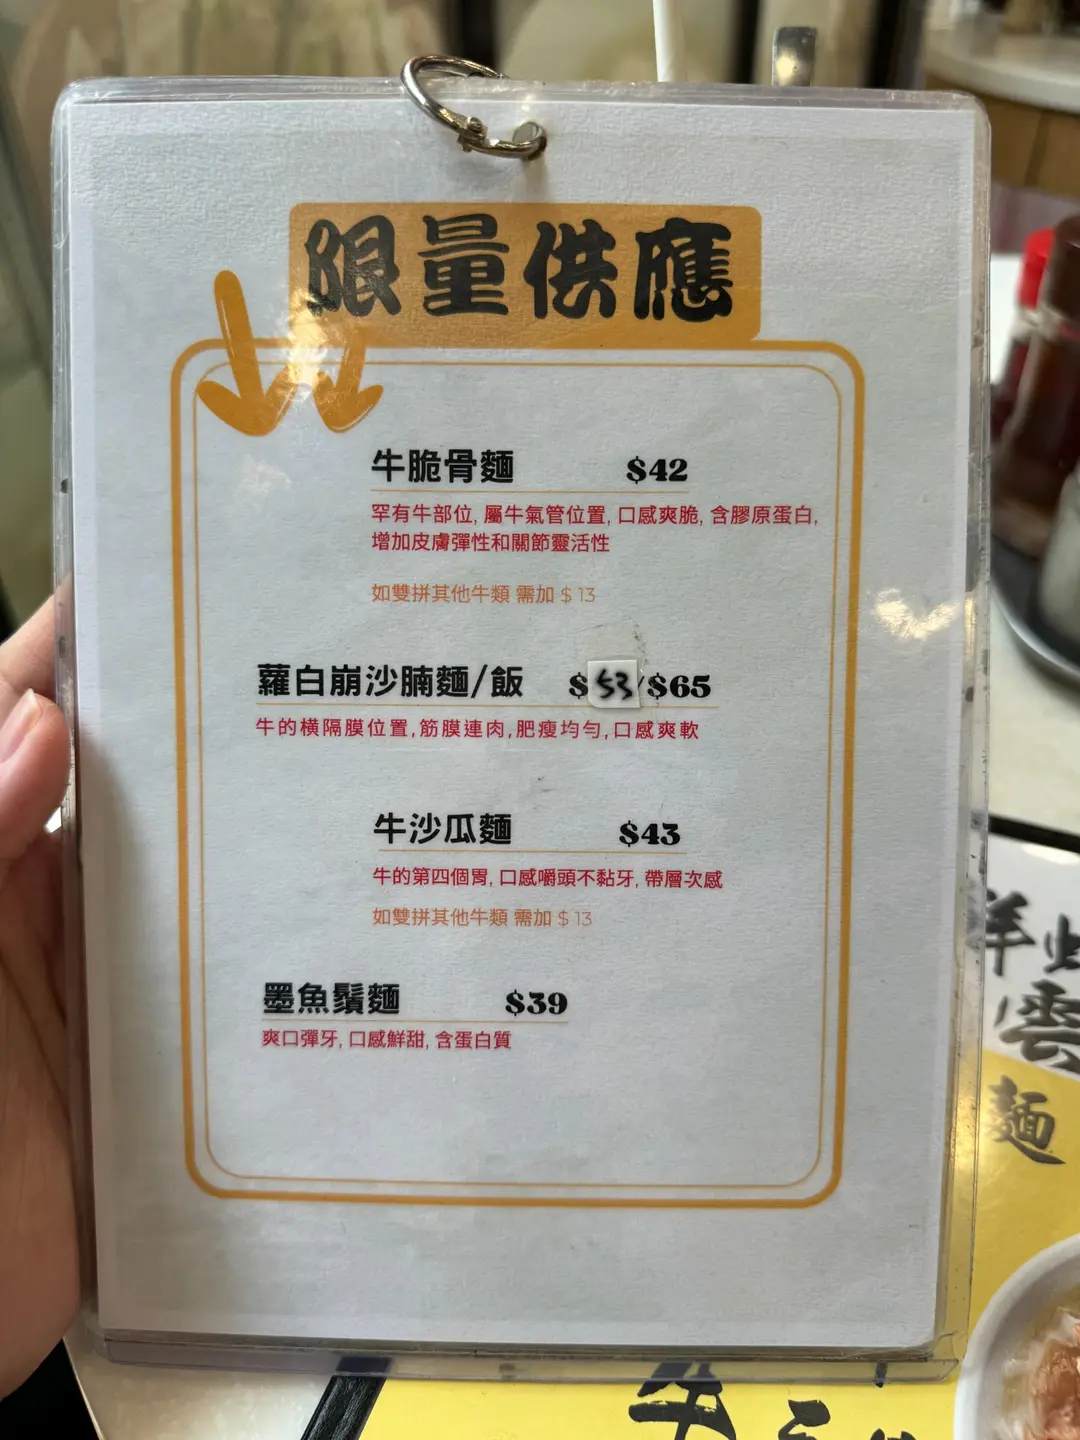 限量供應
牛脆骨麵 $42
罕有牛部位, 屬牛氣管位置, 口感爽脆, 含膠原蛋白,
增加皮膚彈性和關節靈活性
如雙拼其他牛類 需加 $ 13
蘿白崩沙腩麵/飯 $ 53/$65
牛的橫隔膜位置,筋膜連肉,肥瘦均勻,口感爽軟
牛沙瓜麵 $43
牛的第四個胃, 口感嚼頭不黏牙, 帶層次感
如雙拼其他牛類 需加 $ 13
墨魚鬚麵 $39
爽口彈牙, 口感鮮甜, 含蛋白質
雲
麵
牛